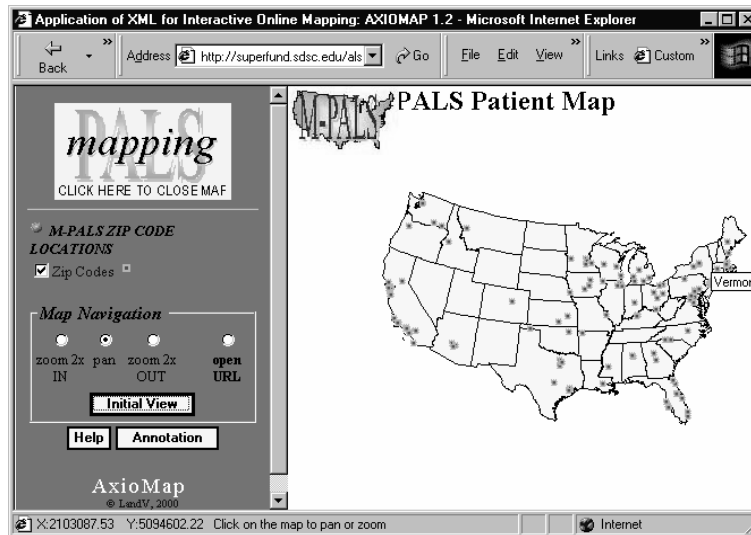 Application of XML for Interactive Online Mapping: AXIOMAP 1.2 - Microsoft Internet Explorer
Back
Address http://superfund.sdsc.edu/als
Go
File Edit View
Links Custom
PALS
mapping
CLICK HERE TO CLOSE MAP
M-PALS ZIP CODE
LOCATIONS
Zip Codes
Map Navigation
zoom 2x IN
pan
zoom 2x OUT
open URL
Initial View
Help
Annotation
AxioMap
© LandV, 2000
M-PALS
PALS Patient Map
Vermon
X:2103087.53 Y:5094602.22 Click on the map to pan or zoom
Internet